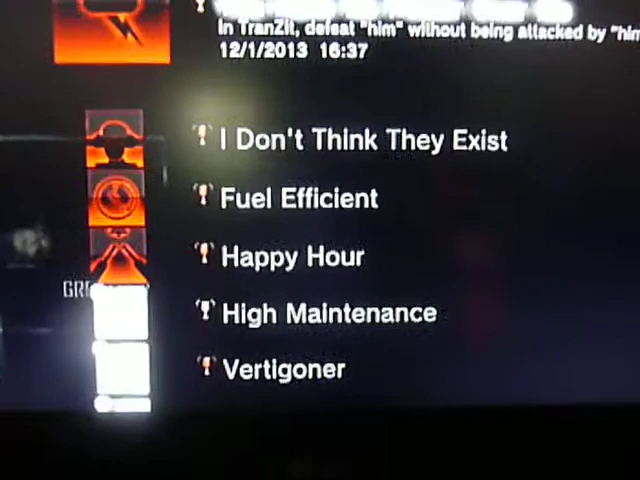 In TranZit, defeat "him" without being attacked by "him
12/1/2013 16:37
I Don't Think They Exist
Fuel Efficient
Happy Hour
GRE
High Maintenance
Vertigoner